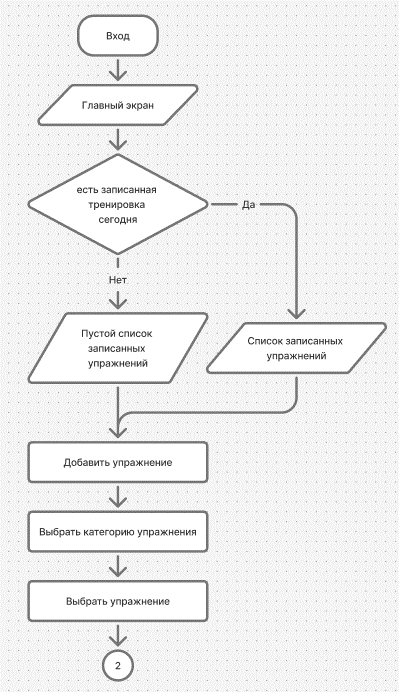 Вход
Главный экран
есть записанная
тренировка
сегодня
Да
Нет
Пустой список
записанных
упражнений
Список записанных
упражнений
Добавить упражнение
Выбрать категорию упражнения
Выбрать упражнение
2